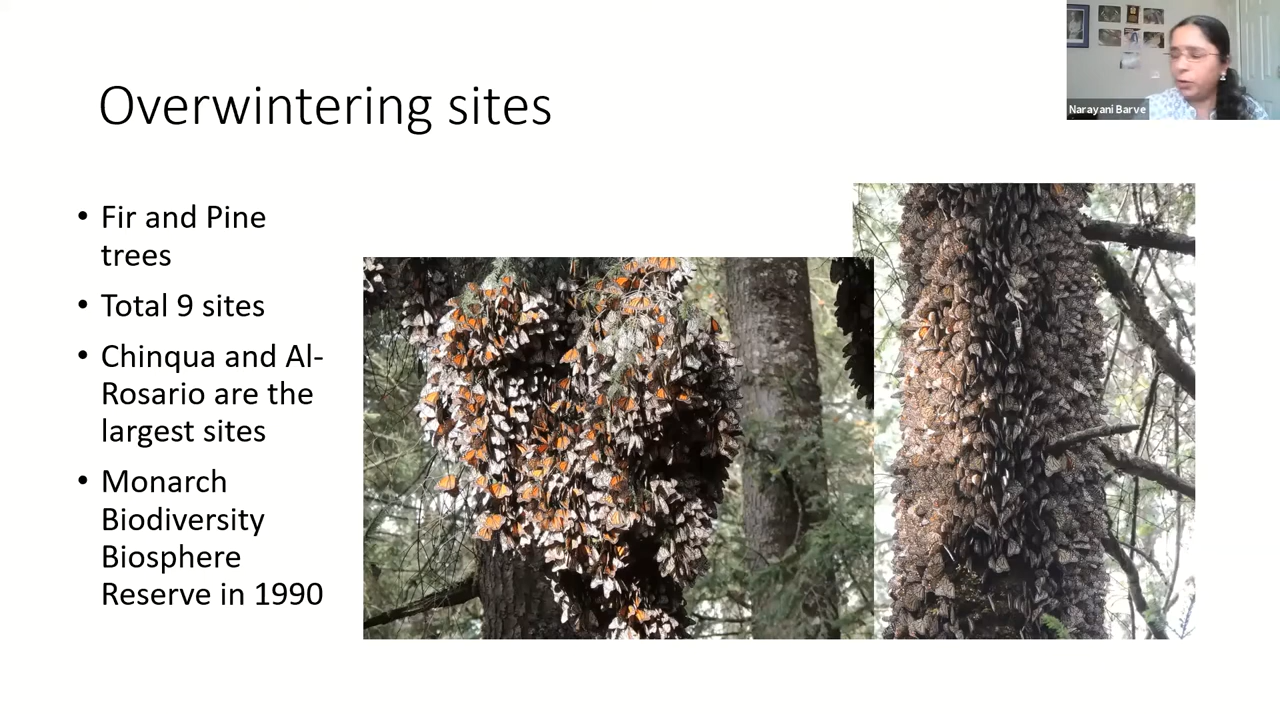 Overwintering sites
Narayani Barve
• Fir and Pine
trees
• Total 9 sites
• Chinqua and Al-
Rosario are the
largest sites
• Monarch
Biodiversity
Biosphere
Reserve in 1990